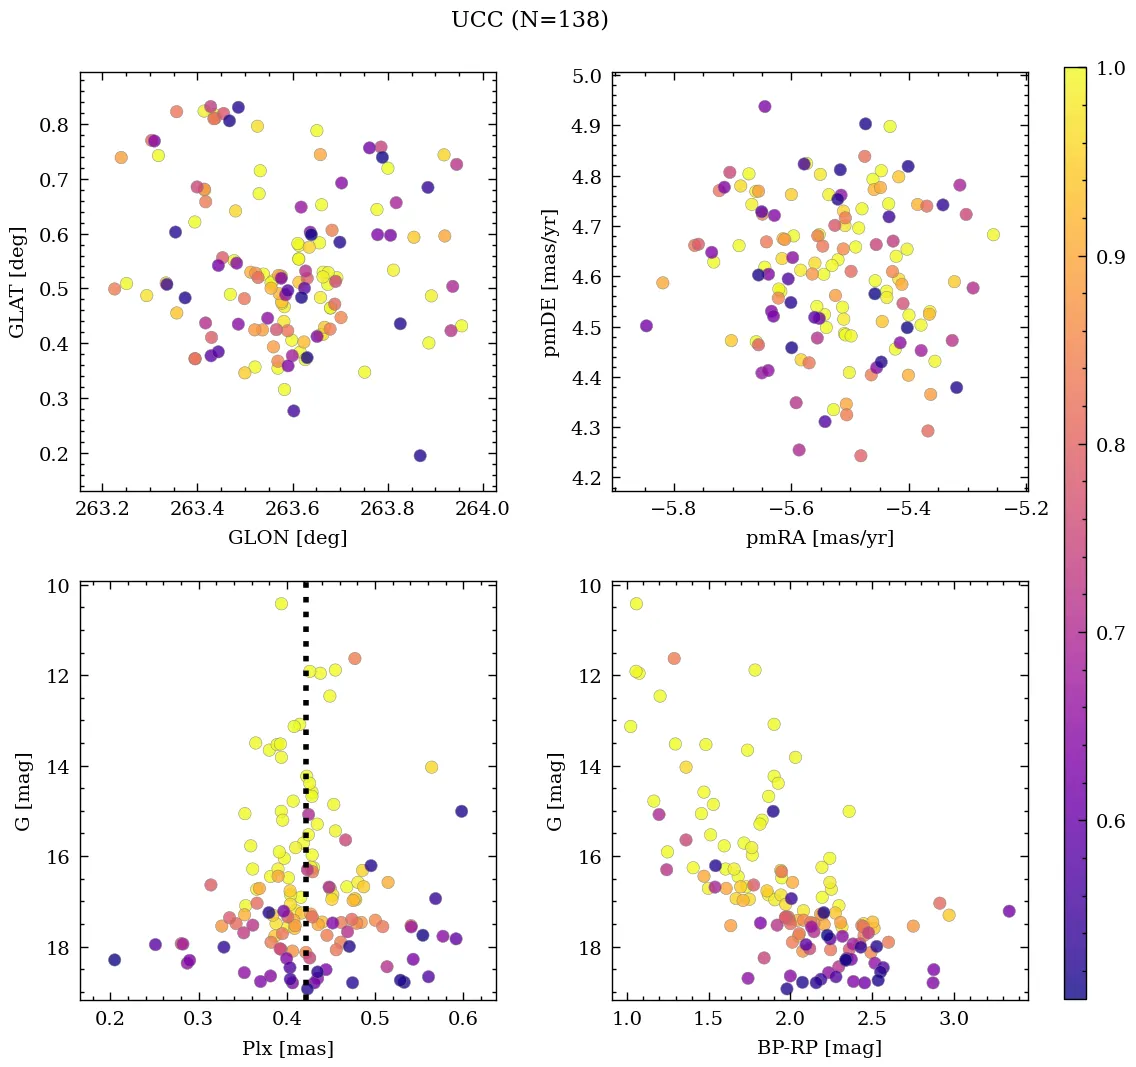 UCC (N=138)
0.8
0.7
0.6
0.5
0.4
0.3
0.2
GLAT [deg]
263.2 263.4 263.6 263.8 264.0
GLON [deg]
5.0
4.9
4.8
4.7
4.6
4.5
4.4
4.3
4.2
pmDE [mas/yr]
−5.8 −5.6 −5.4 −5.2
pmRA [mas/yr]
1.0
0.9
0.8
0.7
0.6
10
12
14
16
18
G [mag]
0.2 0.3 0.4 0.5 0.6
Plx [mas]
10
12
14
16
18
G [mag]
1.0 1.5 2.0 2.5 3.0
BP-RP [mag]